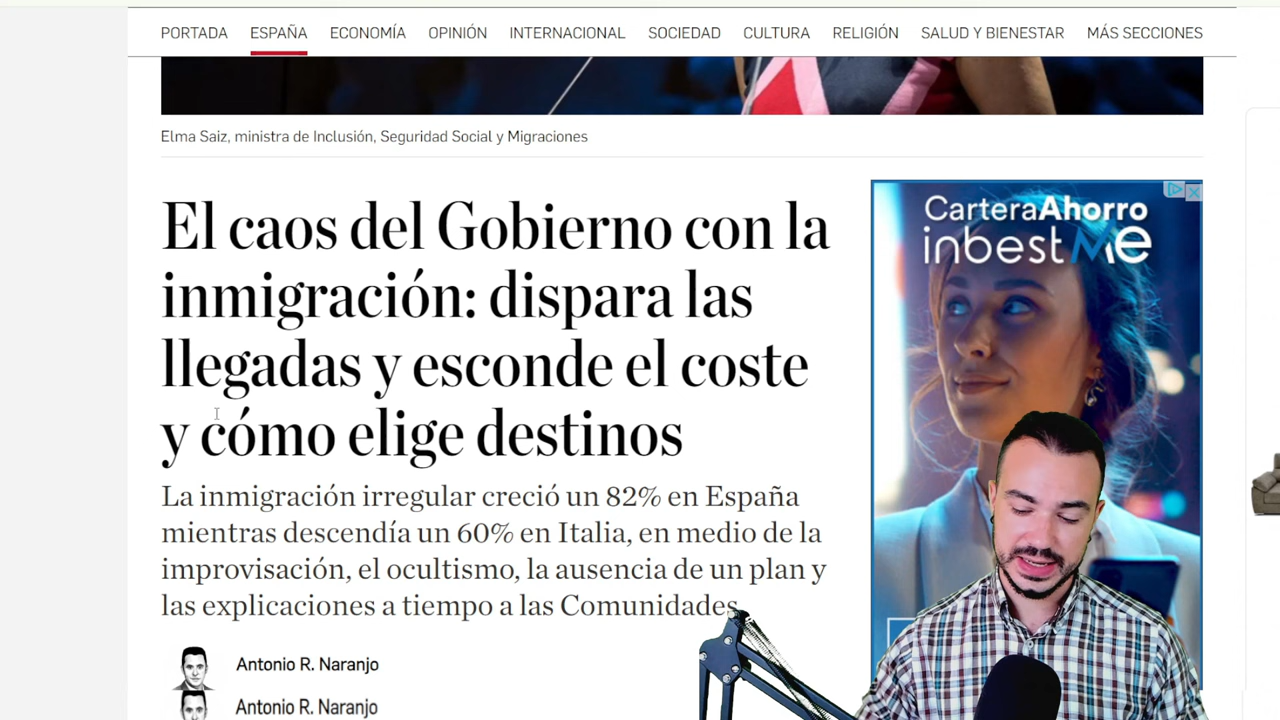 PORTADA ESPAÑA ECONOMÍA OPINIÓN INTERNACIONAL SOCIEDAD CULTURA RELIGIÓN SALUD Y BIENESTAR MÁS SECCIONES
Elma Saiz, ministra de Inclusión, Seguridad Social y Migraciones
El caos del Gobierno con la
inmigración: dispara las
llegadas y esconde el coste
y cómo elige destinos
La inmigración irregular creció un 82% en España
mientras descendía un 60% en Italia, en medio de la
improvisación, el ocultismo, la ausencia de un plan y
las explicaciones a tiempo a las Comunidades
Antonio R. Naranjo
Antonio R. Naranjo
CarteraAhorro
inbestMe